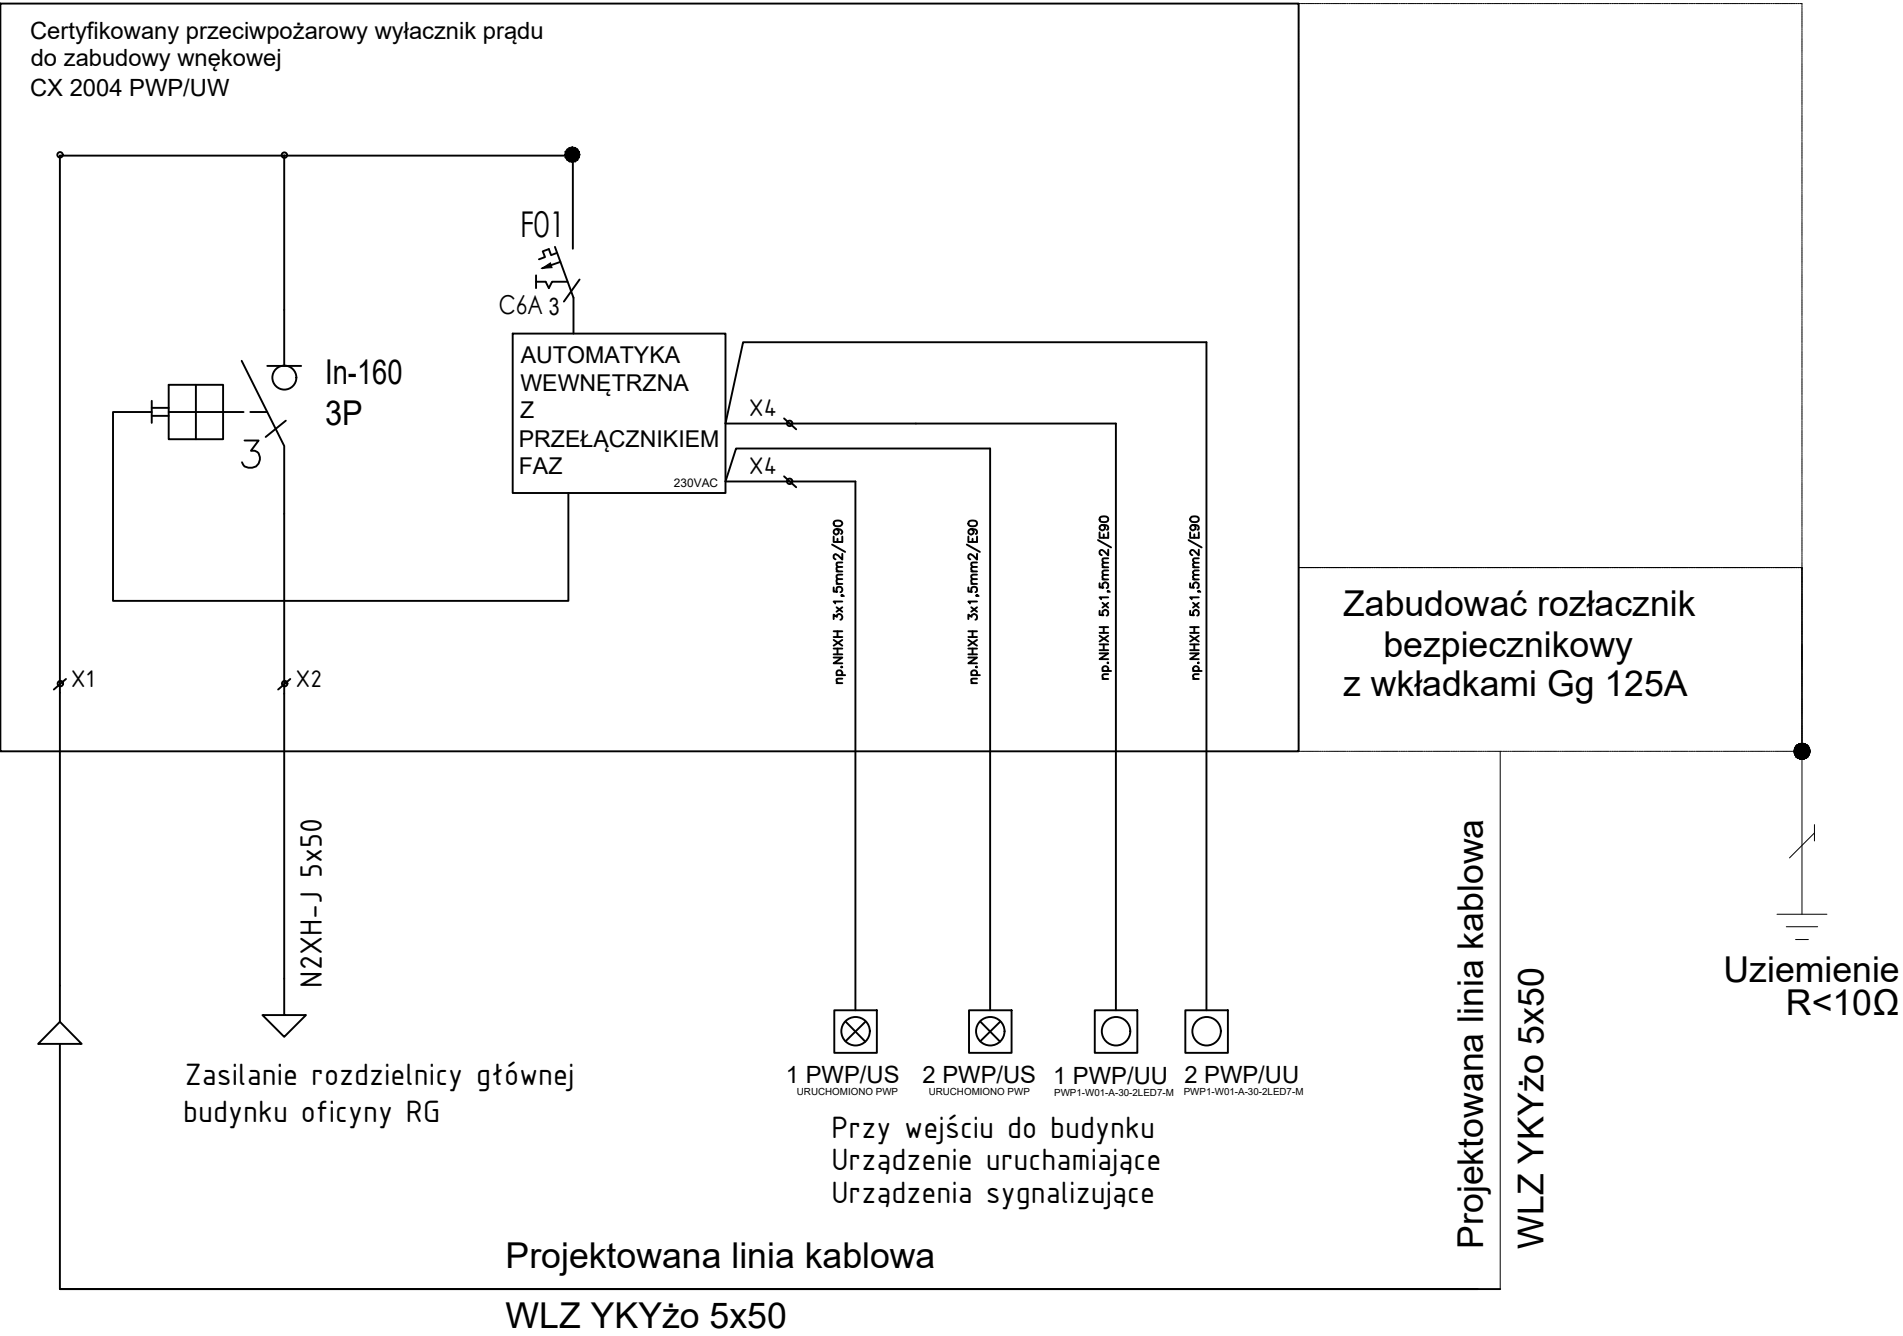 Certyfikowany przeciwpożarowy wyłacznik prądu
do zabudowy wnękowej
CX 2004 PWP/UW
F01
C6A 3
In-160
3P
3
AUTOMATYKA
WEWNĘTRZNA
Z
PRZEŁĄCZNIKIEM
FAZ
230VAC
X4
X4
np.NHXH 3x1,5mm2/E90
np.NHXH 3x1,5mm2/E90
np.NHXH 5x1,5mm2/E90
np.NHXH 5x1,5mm2/E90
Zabudować rozłacznik
bezpiecznikowy
z wkładkami Gg 125A
X1
X2
N2XH-J 5x50
Zasilanie rozdzielnicy głównej
budynku oficyny RG
1 PWP/US
URUCHOMIONO PWP
2 PWP/US
URUCHOMIONO PWP
1 PWP/UU
PWP1-W01-A-30-2LED7-M
2 PWP/UU
PWP1-W01-A-30-2LED7-M
Przy wejściu do budynku
Urządzenie uruchamiające
Urządzenia sygnalizujące
Projektowana linia kablowa
WLZ YKYżo 5x50
Uziemienie
R<10Ω
Projektowana linia kablowa
WLZ YKYżo 5x50